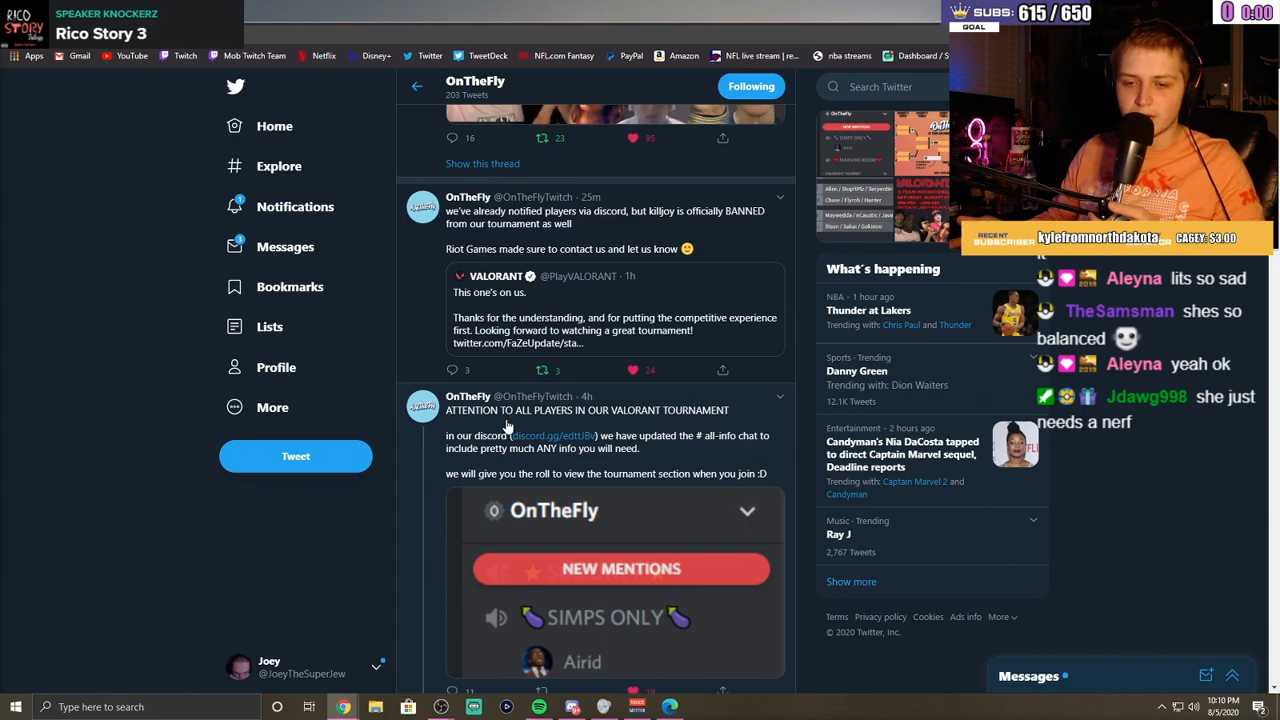 SPEAKER KNOCKERZ
Rico Story 3
RICO
STORY
SUBS: 615/650
GOAL
0 0:00
Apps Gmail YouTube Twitch Mob Twitch Team Netflix Disney+ Twitter TweetDeck NFL.com Fantasy PayPal Amazon NFL live stream | re... nba streams Dashboard / S
OnTheFly
203 Tweets
Following
Search Twitter
Home
Explore
Notifications
Messages
Bookmarks
Lists
Profile
More
Tweet
Joey
@JoeyTheSuperJew
16 23 95
Show this thread
OnTheFly @OnTheFlyTwitch · 25m
we've already notified players via discord, but killjoy is officially BANNED
from our tournament as well
Riot Games made sure to contact us and let us know 🙂
VALORANT @PlayVALORANT · 1h
This one's on us.
Thanks for the understanding, and for putting the competitive experience
first. Looking forward to watching a great tournament!
twitter.com/FaZeUpdate/sta...
3 3 24
OnTheFly @OnTheFlyTwitch · 4h
ATTENTION TO ALL PLAYERS IN OUR VALORANT TOURNAMENT
in our discord (discord.gg/edttJBv) we have updated the # all-info chat to
include pretty much ANY info you will need.
we will give you the roll to view the tournament section when you join :D
OnTheFly
NEW MENTIONS
🍆SIMPS ONLY🍆
Airid
11 19
NEW MENTIONS
SIMPS ONLY
Airid
What's happening
NBA · 1 hour ago
Thunder at Lakers
Trending with: Chris Paul and Thunder
Sports · Trending
Danny Green
Trending with: Dion Waiters
12.1K Tweets
Entertainment · 2 hours ago
Candyman's Nia DaCosta tapped
to direct Captain Marvel sequel,
Deadline reports
Trending with: Captain Marvel 2 and
Candyman
Music · Trending
Ray J
2,767 Tweets
Show more
Terms Privacy policy Cookies Ads info More
© 2020 Twitter, Inc.
Messages
RECENT
SUBSCRIBER
kylefromnorthdakota
CA6EY: $3.00
it
Aleyna lits so sad
TheSamsman shes so
balanced
Aleyna yeah ok
Jdawg998 she just
needs a nerf
Type here to search
10:10 PM
8/5/2020
2